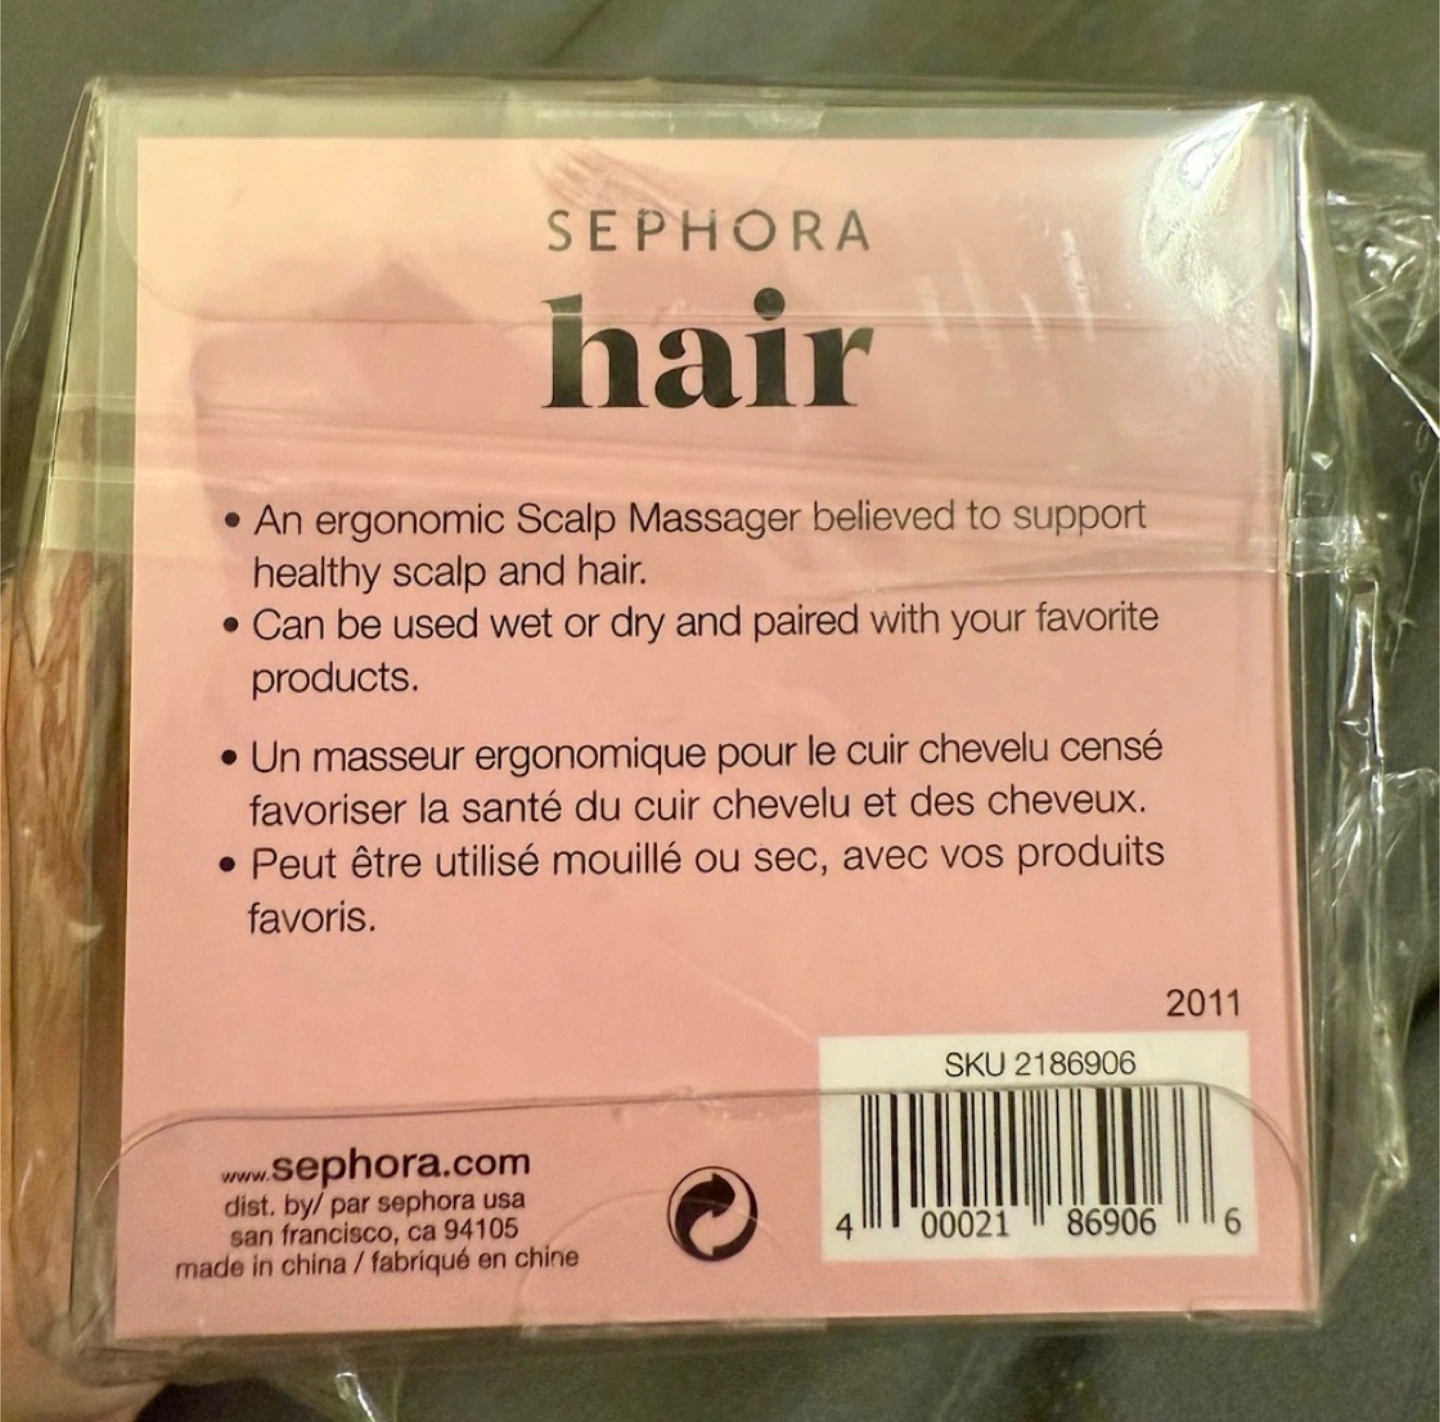 SEPHORA
hair
• An ergonomic Scalp Massager believed to support
healthy scalp and hair.
• Can be used wet or dry and paired with your favorite
products.
• Un masseur ergonomique pour le cuir chevelu censé
favoriser la santé du cuir chevelu et des cheveux.
• Peut être utilisé mouillé ou sec, avec vos produits
favoris.
2011
SKU 2186906
4 00021 86906 6
www.sephora.com
dist. by/ par sephora usa
san francisco, ca 94105
made in china / fabriqué en chine